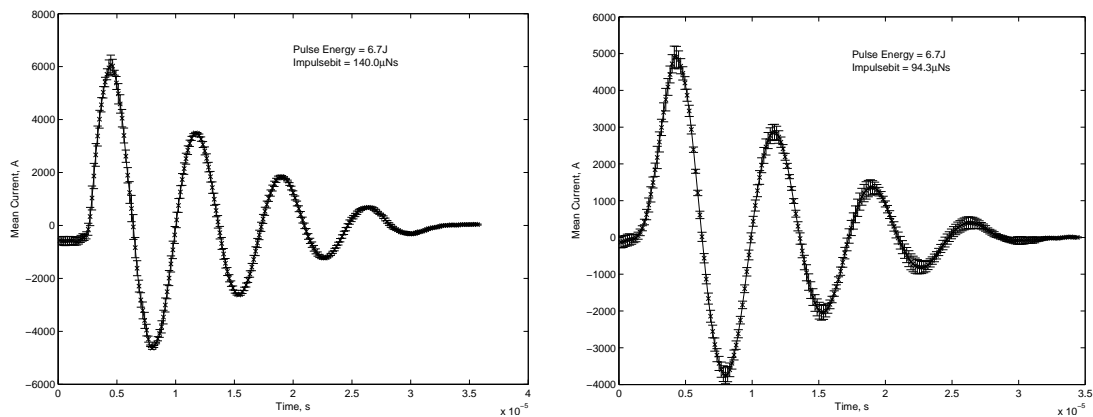 8000
6000
4000
2000
0
−2000
−4000
−6000
Mean Current, A
Pulse Energy = 6.7J
Impulsebit = 140.0μNs
0 0.5 1 1.5 2 2.5 3 3.5 4
Time, s
x 10⁻⁵
6000
5000
4000
3000
2000
1000
0
−1000
−2000
−3000
−4000
Mean Current, A
Pulse Energy = 6.7J
Impulsebit = 94.3μNs
0 0.5 1 1.5 2 2.5 3 3.5
Time, s
x 10⁻⁵